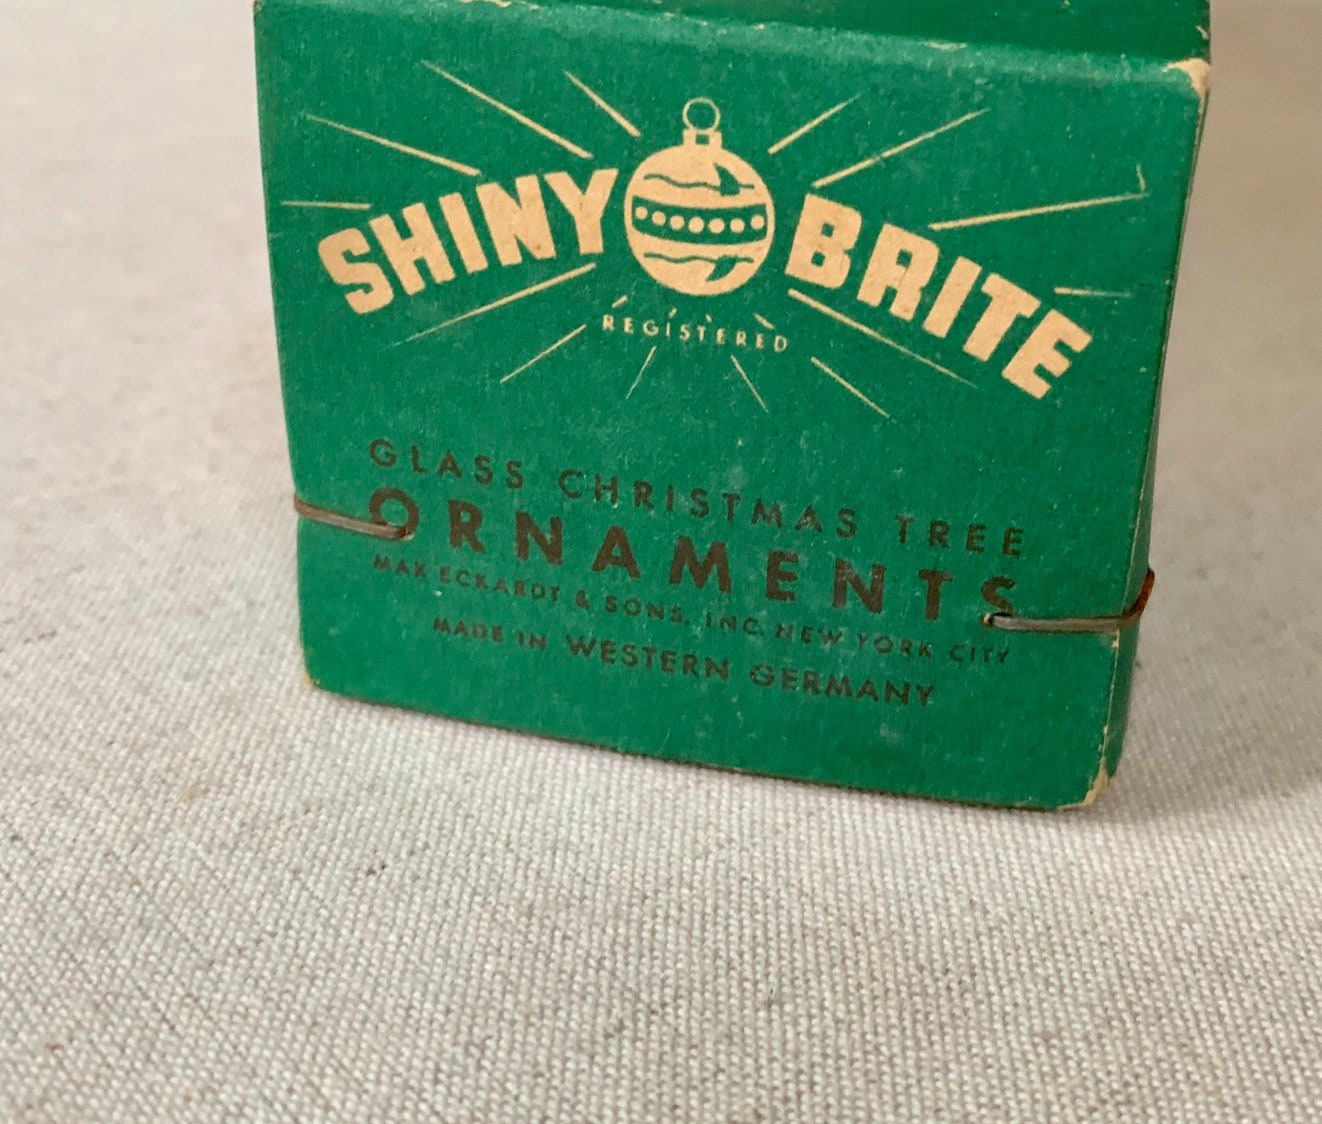 SHINY BRITE
REGISTERED
GLASS CHRISTMAS TREE
ORNAMENTS
MAX ECKARDT & SONS, INC. NEW YORK CITY
MADE IN WESTERN GERMANY